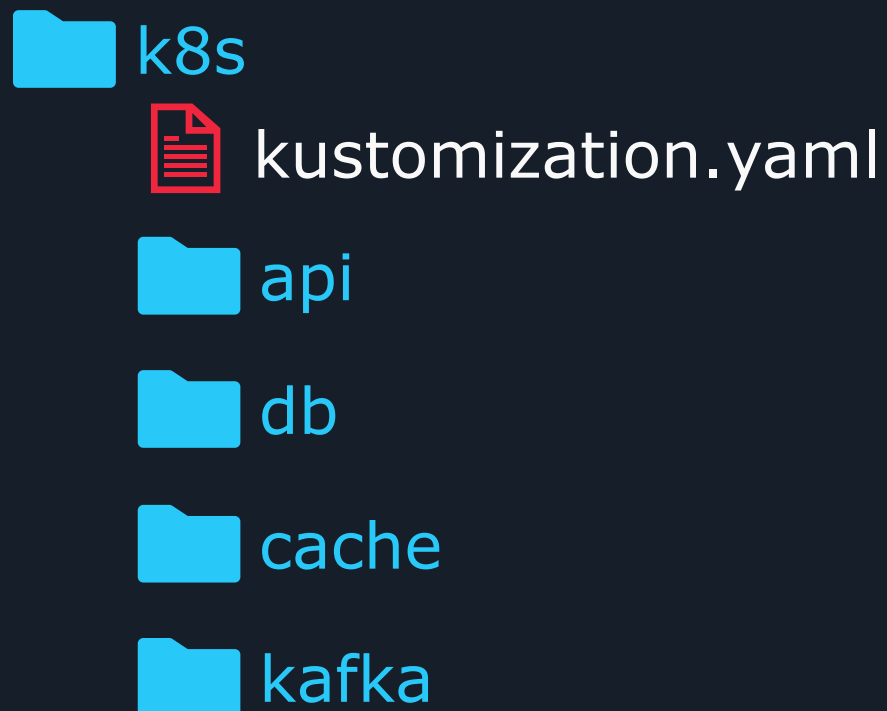 k8s
kustomization.yaml
api
db
cache
kafka